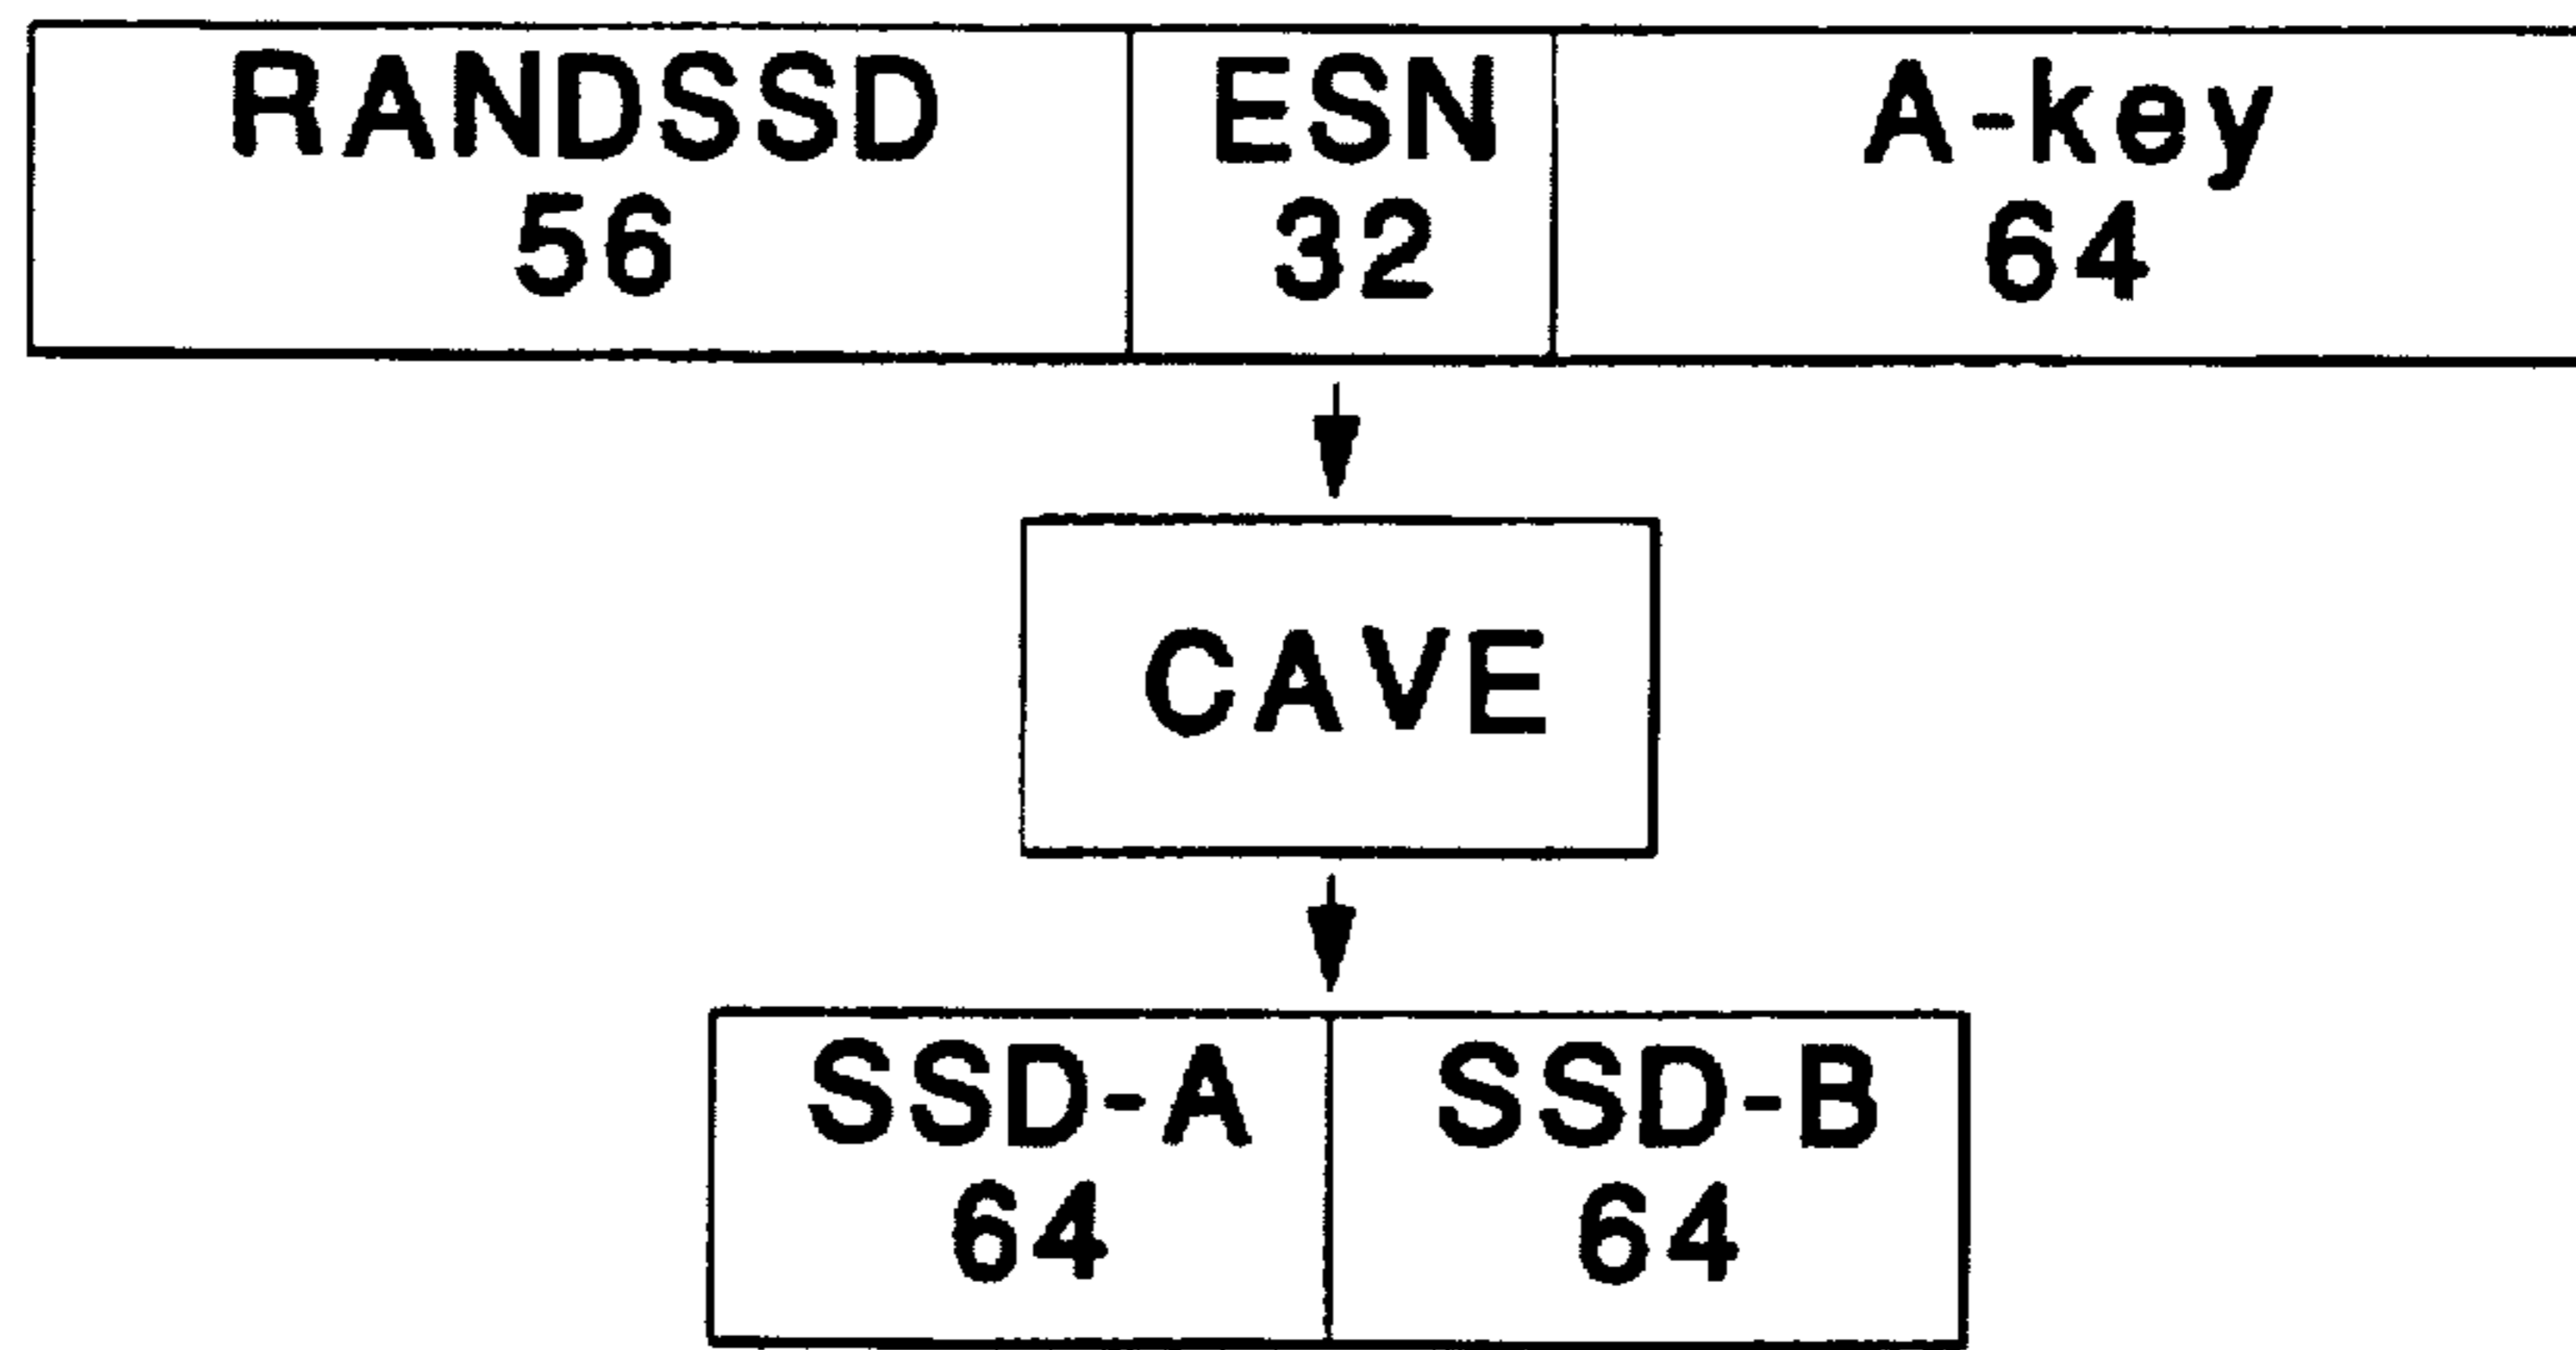 RANDSSD ESN A-key
56 32 64
CAVE
SSD-A SSD-B
64 64